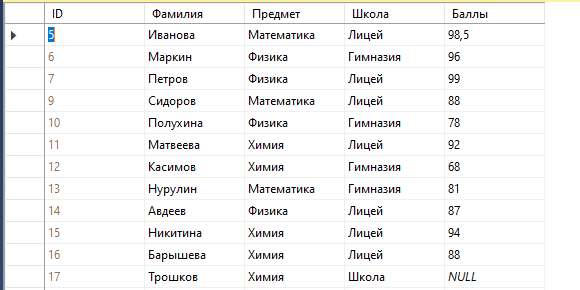 ID Фамилия Предмет Школа Баллы
5 Иванова Математика Лицей 98,5
6 Маркин Физика Гимназия 96
7 Петров Физика Лицей 99
9 Сидоров Математика Лицей 88
10 Полухина Физика Гимназия 78
11 Матвеева Химия Лицей 92
12 Касимов Химия Гимназия 68
13 Нурулин Математика Гимназия 81
14 Авдеев Физика Лицей 87
15 Никитина Химия Лицей 94
16 Барышева Химия Лицей 88
17 Трошков Химия Школа NULL